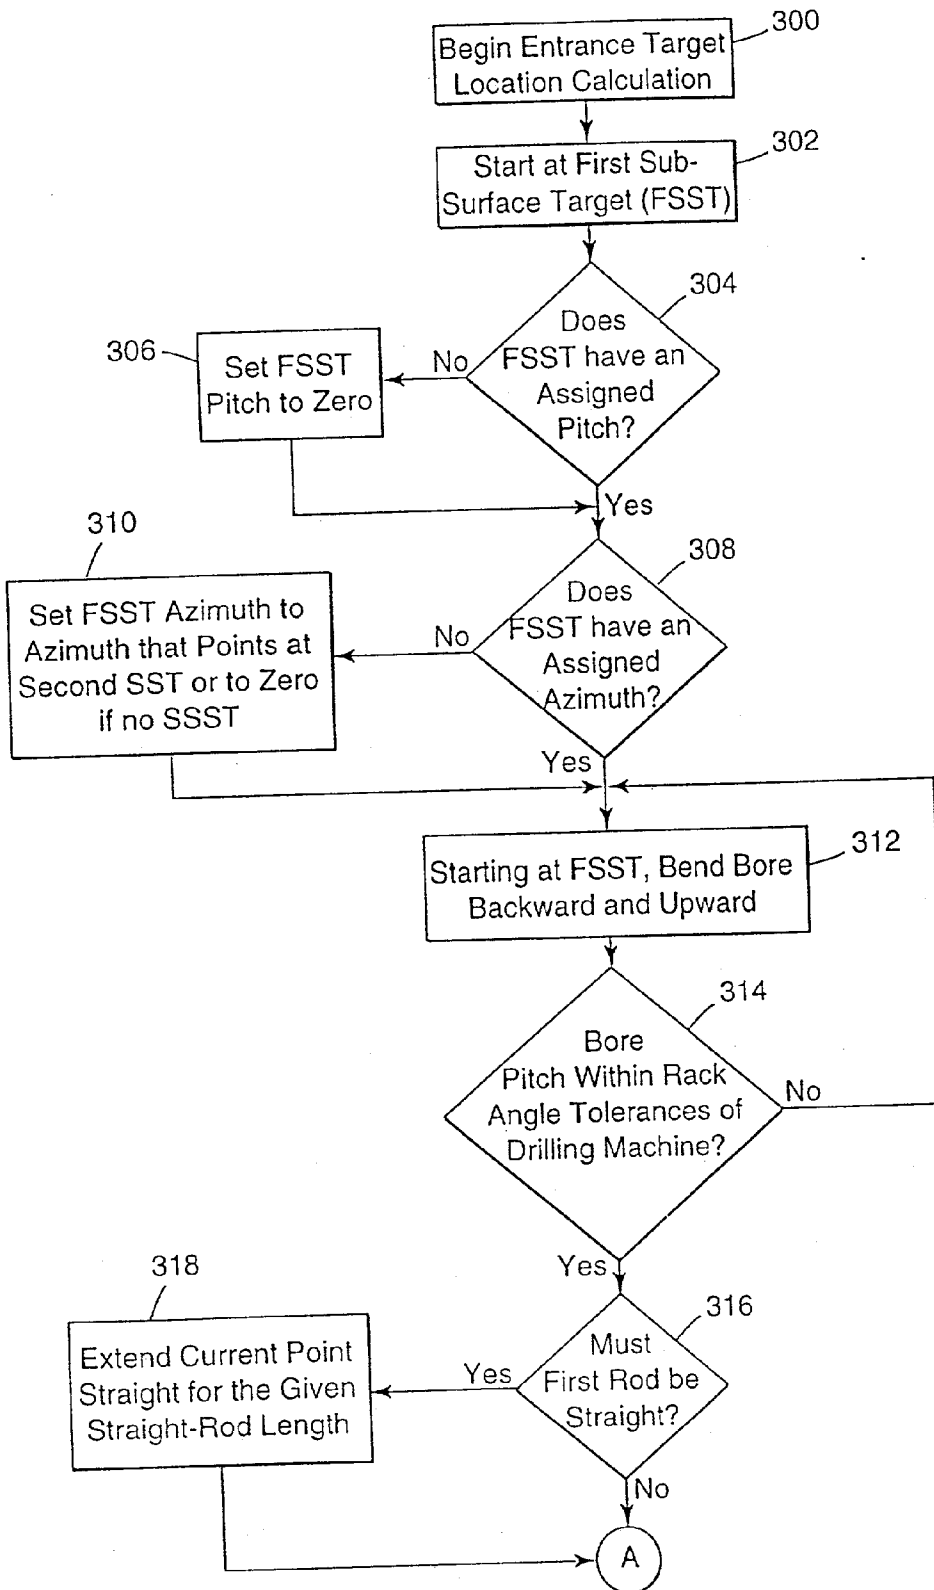 300
Begin Entrance Target
Location Calculation
302
Start at First Sub-
Surface Target (FSST)
304
Does
FSST have an
Assigned
Pitch?
No
306
Set FSST
Pitch to Zero
Yes
310
308
Does
FSST have an
Assigned
Azimuth?
No
Set FSST Azimuth to
Azimuth that Points at
Second SST or to Zero
if no SSST
Yes
312
Starting at FSST, Bend Bore
Backward and Upward
314
Bore
Pitch Within Rack
Angle Tolerances of
Drilling Machine?
No
Yes
318
316
Must
First Rod be
Straight?
Yes
Extend Current Point
Straight for the Given
Straight-Rod Length
No
A